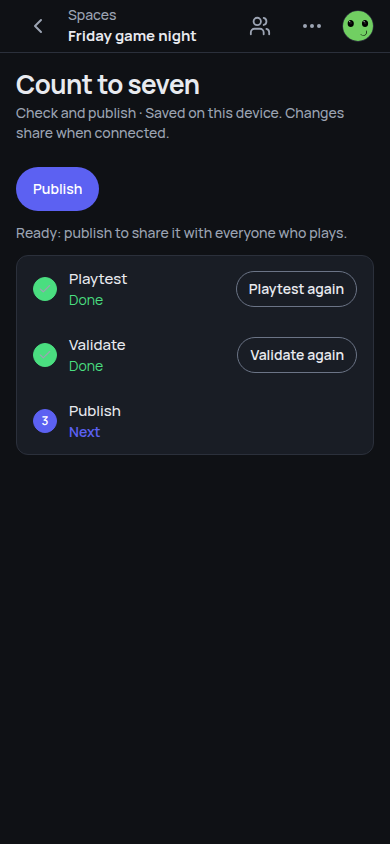 Spaces
Friday game night
Count to seven
Check and publish · Saved on this device. Changes
share when connected.
Publish
Ready: publish to share it with everyone who plays.
Playtest
Done
Playtest again
Validate
Done
Validate again
3
Publish
Next